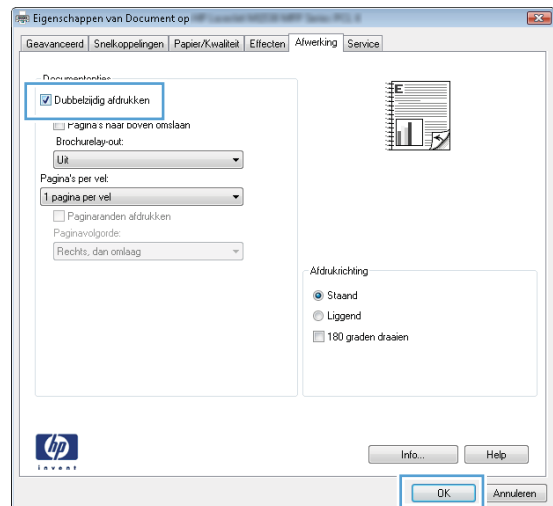 Eigenschappen van Document op
Geavanceerd Snelkoppelingen Papier/Kwaliteit Effecten Afwerking Service
Documentopties
Dubbelzijdig afdrukken
Pagina's naar boven omslaan
Brochurelay-out:
Uit
Pagina's per vel:
1 pagina per vel
Paginaranden afdrukken
Paginavolgorde:
Rechts, dan omlaag
E
Afdrukrichting
Staand
Liggend
180 graden draaien
hp
invent
Info... Help
OK Annuleren